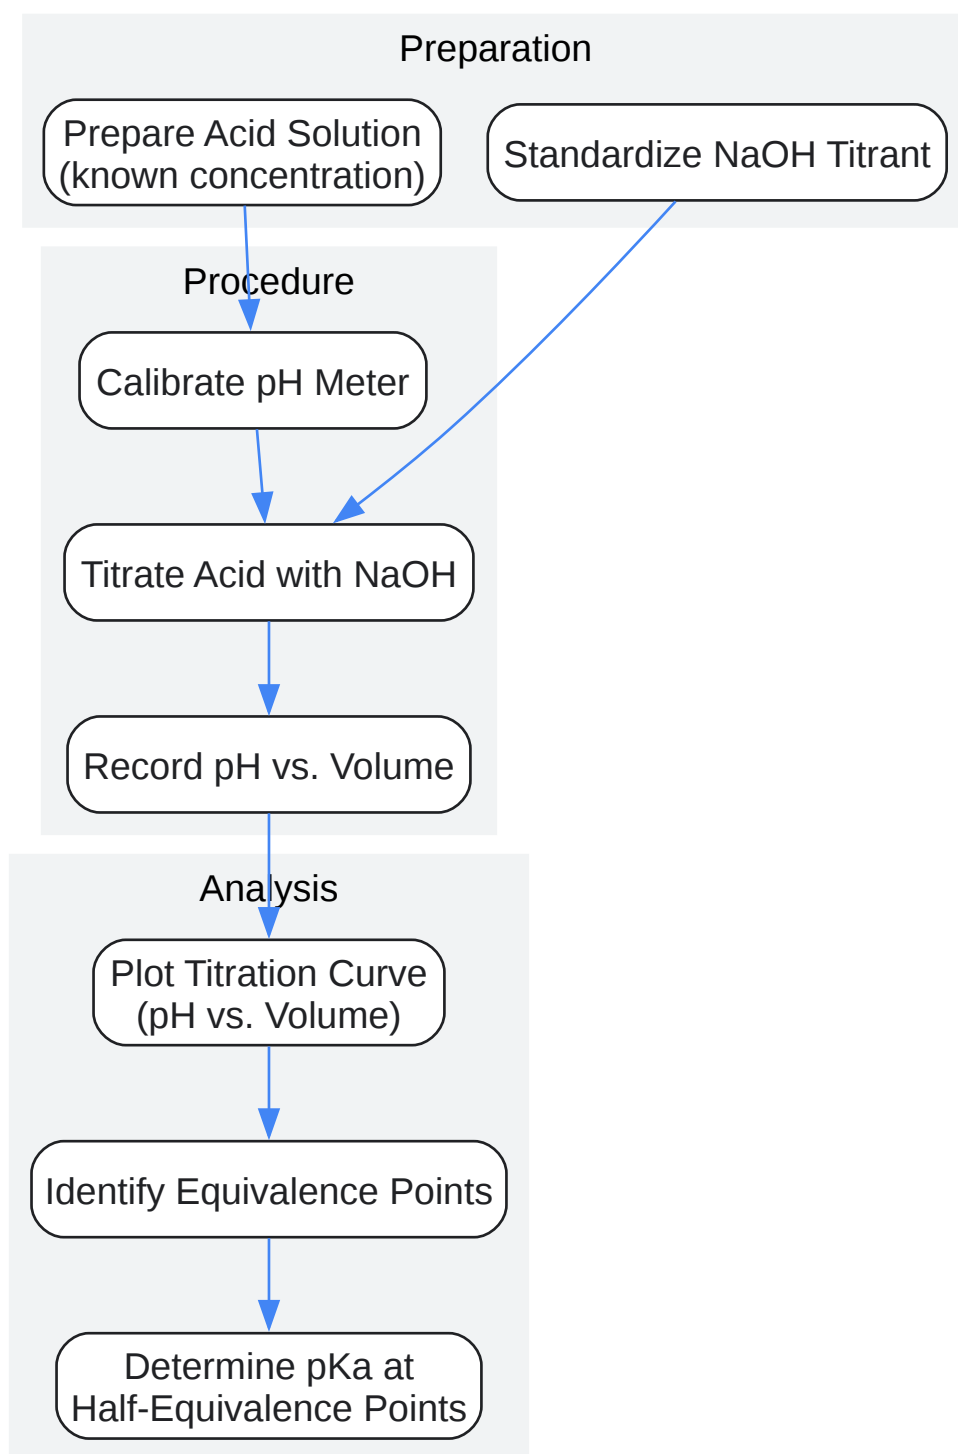 Preparation
Prepare Acid Solution
(known concentration)
Standardize NaOH Titrant
Procedure
Calibrate pH Meter
Titrate Acid with NaOH
Record pH vs. Volume
Analysis
Plot Titration Curve
(pH vs. Volume)
Identify Equivalence Points
Determine pKa at
Half-Equivalence Points